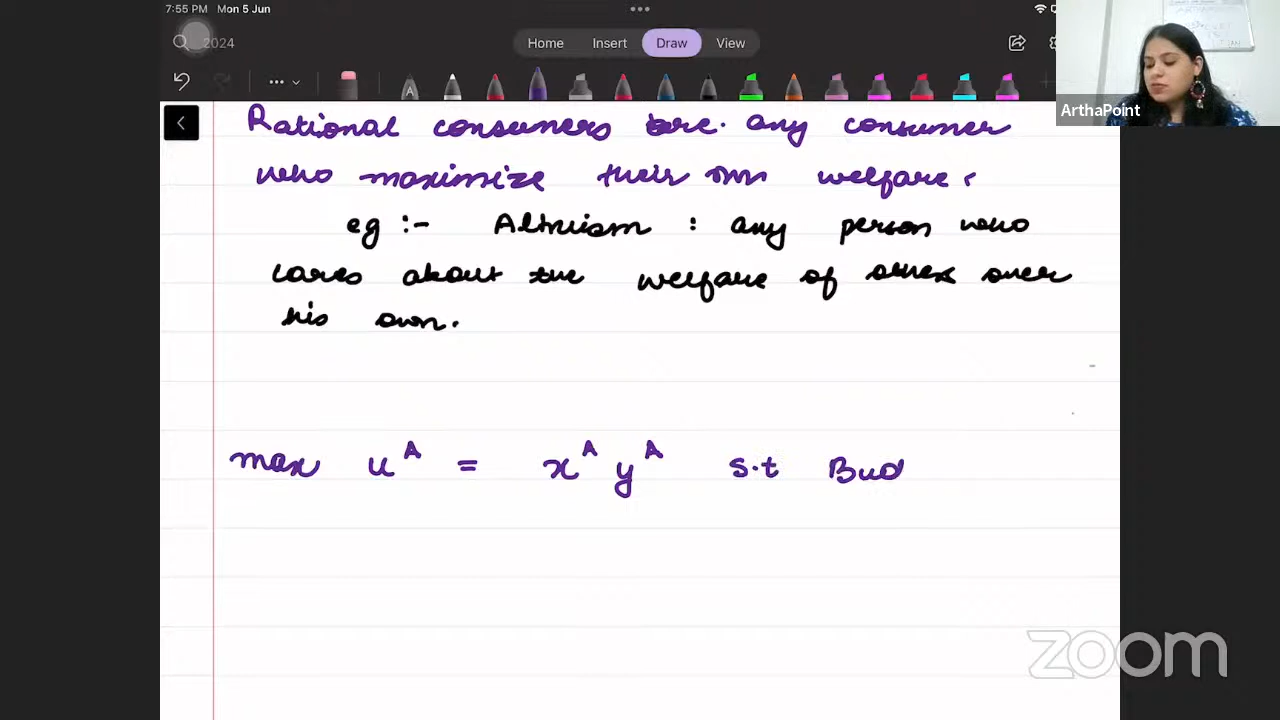 7:55 PM Mon 5 Jun
2024
Home Insert Draw View
ArthaPoint
Rational consumers are any consumer
who maximize their own welfare.
eg :- Altruism : any person who
cares about the welfare of others over
his own.
max u^A = x^A y^A s.t Bud
zoom